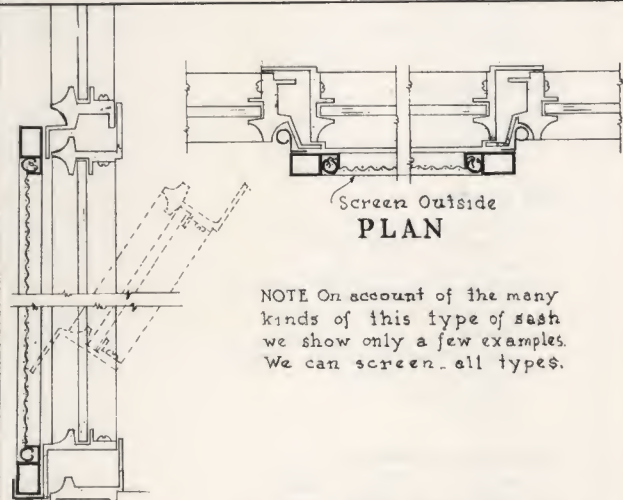 Screen Outside
PLAN
NOTE On account of the many
kinds of this type of sash
we show only a few examples.
We can screen all types.